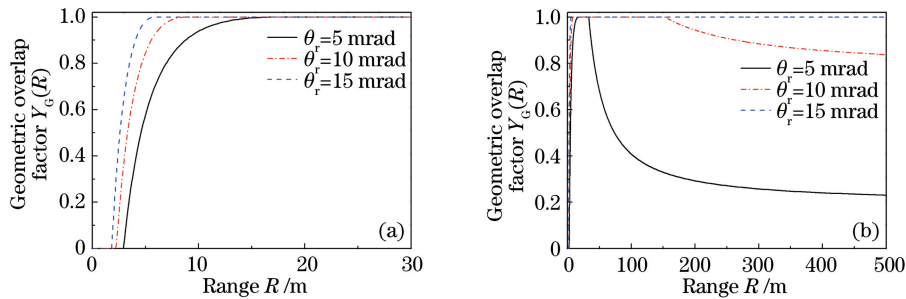 Geometric overlap
factor Y_G(R)
1.0
0.8
0.6
0.4
0.2
0
0 10 20 30
Range R /m
θ_r=5 mrad
θ_r=10 mrad
θ_r=15 mrad
(a)
Geometric overlap
factor Y_G(R)
1.0
0.8
0.6
0.4
0.2
0
0 100 200 300 400 500
Range R /m
θ_r=5 mrad
θ_r=10 mrad
θ_r=15 mrad
(b)